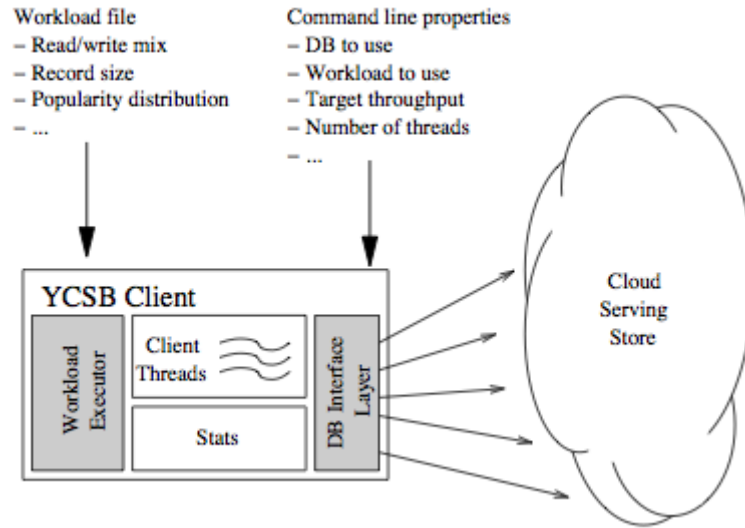 Workload file
– Read/write mix
– Record size
– Popularity distribution
– ...
Command line properties
– DB to use
– Workload to use
– Target throughput
– Number of threads
– ...
YCSB Client
Workload
Executor
Client
Threads
Stats
DB Interface
Layer
Cloud
Serving
Store